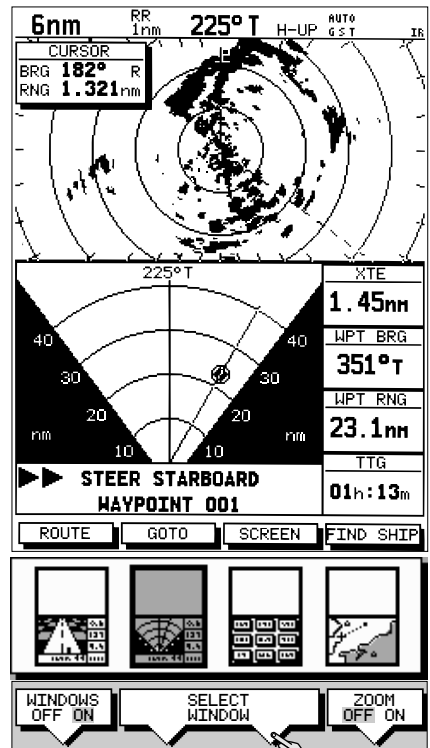 6nm RR 1nm 225°T H-UP AUTO GST IR
CURSOR
BRG 182° R
RNG 1.321nm
225°T
40 40
30 30
20 20
nm nm
10 10
XTE
1.45nm
WPT BRG
351°T
WPT RNG
23.1nm
TTG
01h:13m
STEER STARBOARD
WAYPOINT 001
ROUTE GOTO SCREEN FIND SHIP
WINDOWS
OFF ON
SELECT
WINDOW
ZOOM
OFF ON